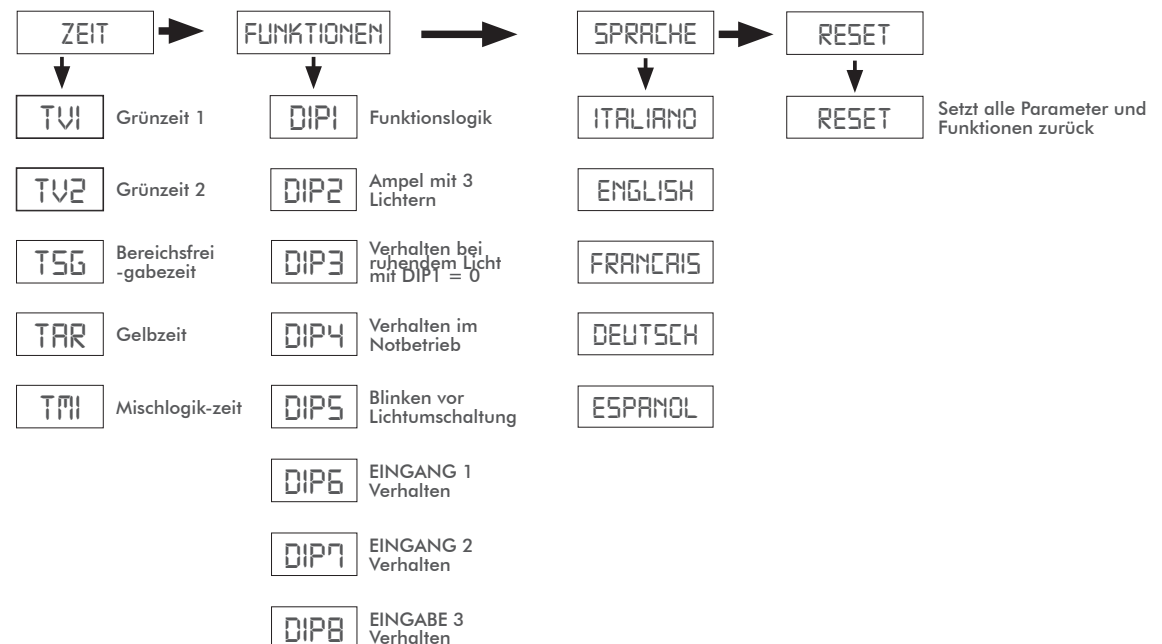 ZEIT
FUNKTIONEN
SPRACHE
RESET
TV1
Grünzeit 1
DIP1
Funktionslogik
ITALIANO
RESET
Setzt alle Parameter und
Funktionen zurück
TV2
Grünzeit 2
DIP2
Ampel mit 3
Lichtern
ENGLISH
TSG
Bereichsfrei
-gabezeit
DIP3
Verhalten bei
ruhendem Licht
mit DIP1 = 0
FRANCAIS
TAR
Gelbzeit
DIP4
Verhalten im
Notbetrieb
DEUTSCH
TMI
Mischlogik-zeit
DIP5
Blinken vor
Lichtumschaltung
ESPANOL
DIP6
EINGANG 1
Verhalten
DIP7
EINGANG 2
Verhalten
DIP8
EINGABE 3
Verhalten